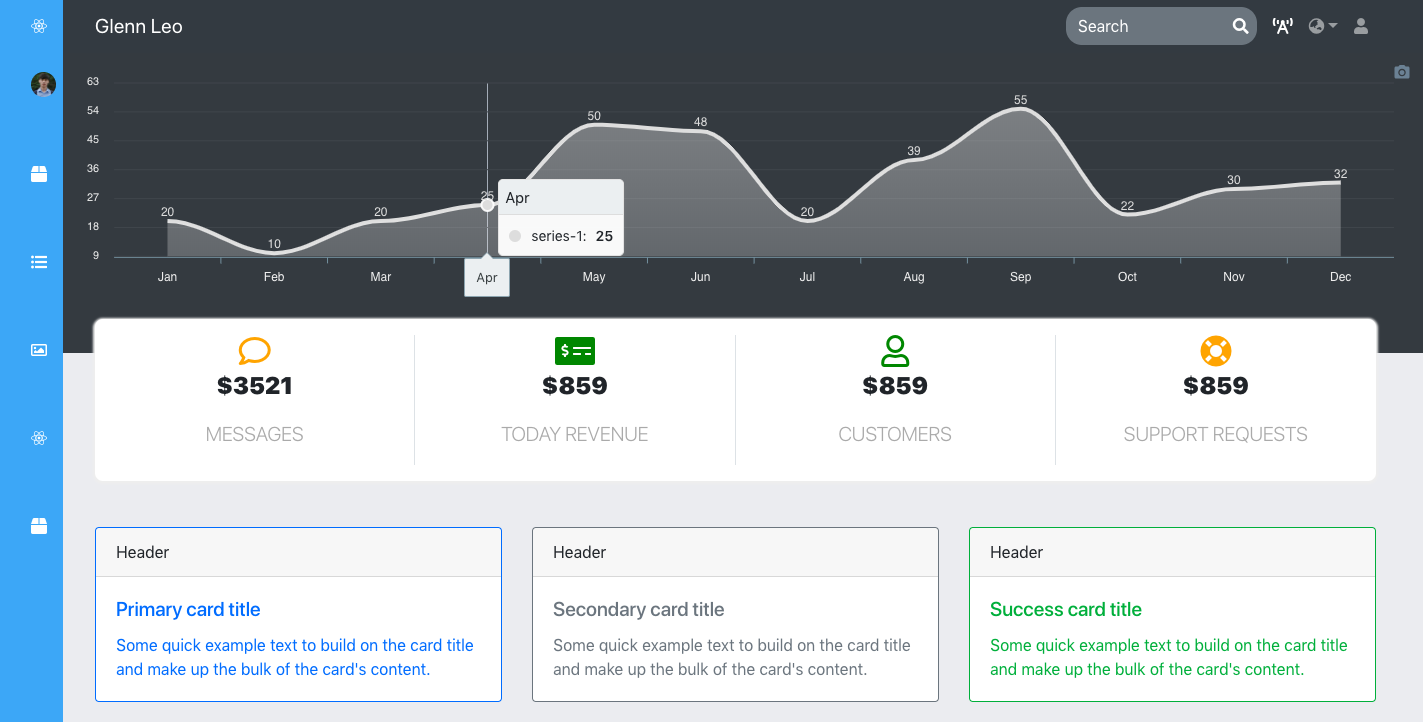 Glenn Leo
Search
63
54
45
36
27
18
9
20
10
20
25
50
48
20
39
55
22
30
32
Apr
series-1: 25
Jan
Feb
Mar
Apr
May
Jun
Jul
Aug
Sep
Oct
Nov
Dec
$3521
MESSAGES
$859
TODAY REVENUE
$859
CUSTOMERS
$859
SUPPORT REQUESTS
Header
Primary card title
Some quick example text to build on the card title
and make up the bulk of the card's content.
Header
Secondary card title
Some quick example text to build on the card title
and make up the bulk of the card's content.
Header
Success card title
Some quick example text to build on the card title
and make up the bulk of the card's content.